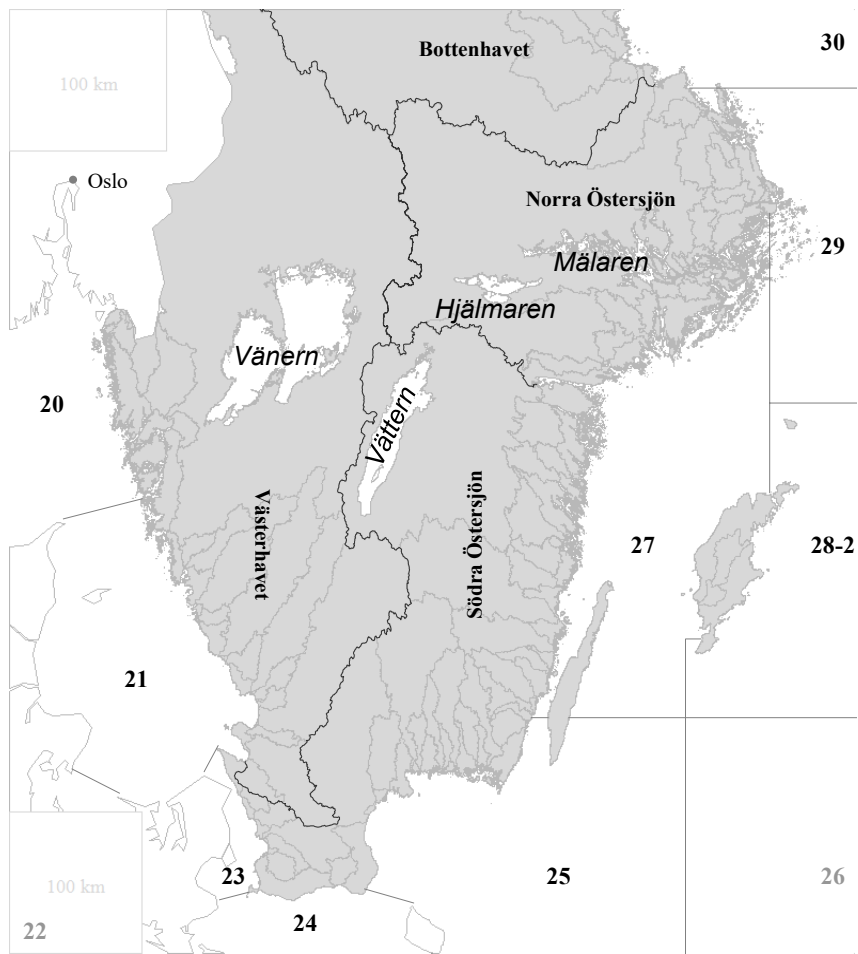 Bottenhavet
30
100 km
Oslo
Norra Östersjön
29
Mälaren
Hjälmaren
Vänern
20
Vättern
Västerhavet
Södra Östersjön
27
28-2
21
23
25
26
100 km
24
22